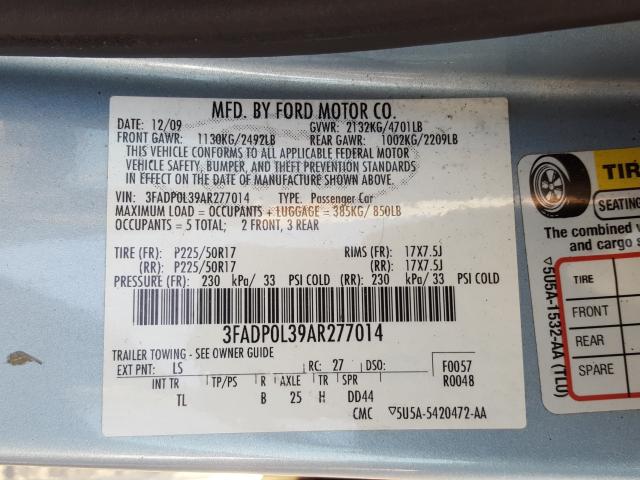 MFD. BY FORD MOTOR CO.
DATE: 12/09 GVWR: 2132KG/4701LB
FRONT GAWR: 1130KG/2492LB REAR GAWR: 1002KG/2209LB
THIS VEHICLE CONFORMS TO ALL APPLICABLE FEDERAL MOTOR
VEHICLE SAFETY, BUMPER, AND THEFT PREVENTION STANDARDS
IN EFFECT ON THE DATE OF MANUFACTURE SHOWN ABOVE.
VIN: 3FADP0L39AR277014 TYPE: Passenger Car
MAXIMUM LOAD = OCCUPANTS + LUGGAGE = 385KG/ 850LB
OCCUPANTS = 5 TOTAL; 2 FRONT, 3 REAR
TIRE (FR): P225/50R17 RIMS (FR): 17X7.5J
(RR): P225/50R17 (RR): 17X7.5J
PRESSURE (FR): 230 kPa/ 33 PSI COLD (RR): 230 kPa/ 33 PSI COLD
3FADP0L39AR277014
TRAILER TOWING - SEE OWNER GUIDE
EXT PNT: LS RC: 27 DSO: F0057
R0048
INT TR TP/PS R AXLE TR SPR
TL B 25 H DD44
CMC ▽5U5A-5420472-AA
TIR
SEATING
The combined
and cargo s
TIRE
FRONT
REAR
SPARE
▽5U5A-1532-AA (TLU)